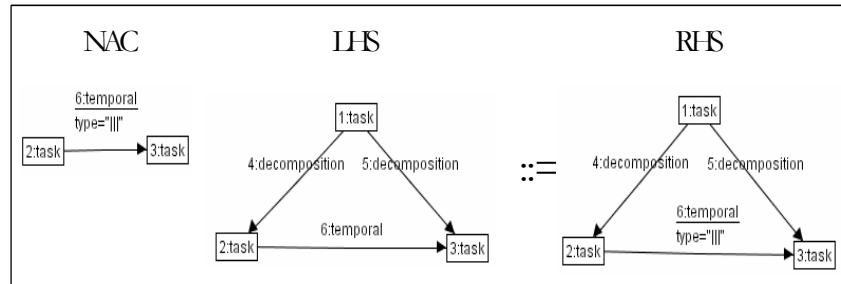 NAC
LHS
RHS
6:temporal
type="|||"
2:task
3:task
1:task
4:decomposition
5:decomposition
6:temporal
2:task
3:task
::=
1:task
4:decomposition
5:decomposition
6:temporal
type="|||"
2:task
3:task